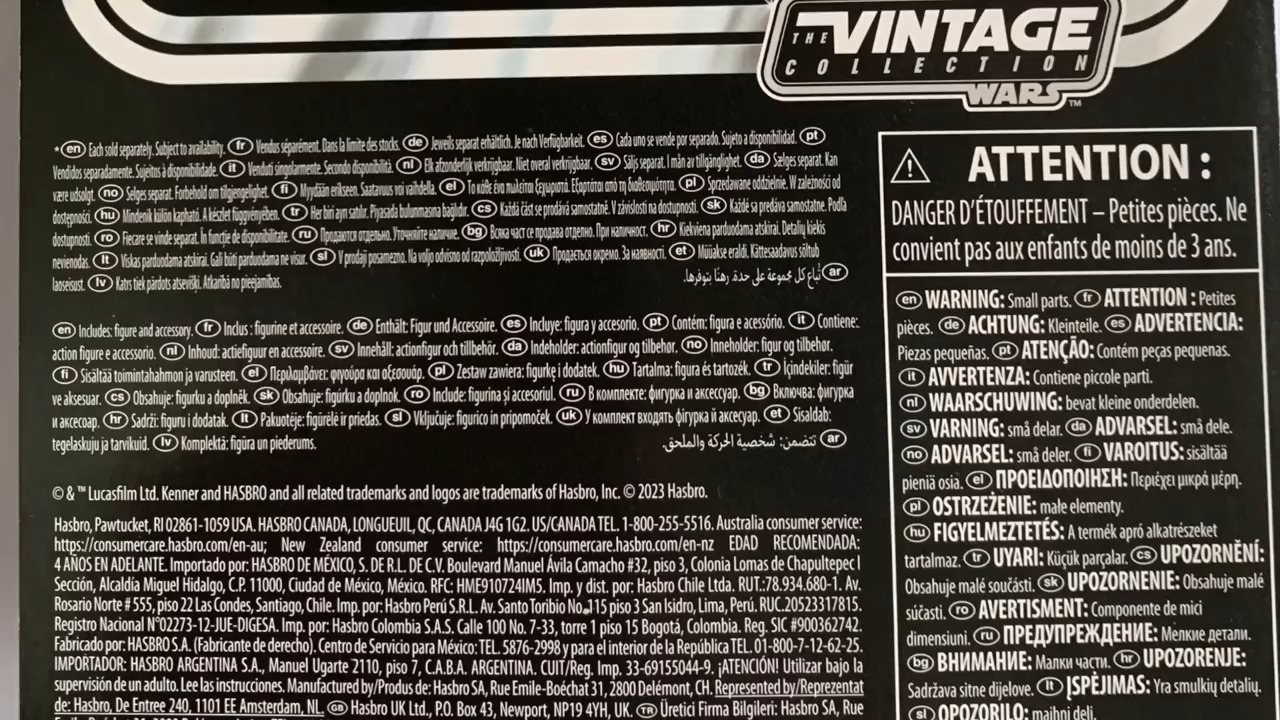 THE VINTAGE
COLLECTION
WARS™
* en Each sold separately. Subject to availability. fr Vendus séparément. Dans la limite des stocks. de Jeweils separat erhältlich. Je nach Verfügbarkeit. es Cada uno se vende por separado. Sujeto a disponibilidad. pt
Vendidos separadamente. Sujeitos à disponibilidade. it Venduti singolarmente. Secondo disponibilità. nl Elk afzonderlijk verkrijgbaar. Niet overal verkrijgbaar. sv Säljs separat. I mån av tillgänglighet. da Sælges separat. Kan
være udsolgt. no Selges separat. Forbehold om tilgjengelighet. fi Myydään erikseen. Saatavuus voi vaihdella. el Το κάθε ένα πωλείται ξεχωριστά. Εξαρτάται από τη διαθεσιμότητα. pl Sprzedawane oddzielnie. W zależności od
dostępności. hu Mindenik külön kapható. A készlet függvényében. tr Her biri ayrı satılır. Piyasada bulunmasına bağlıdır. cs Každá část se prodává samostatně. V závislosti na dostupnosti. sk Každé sa predáva samostatne. Podľa
dostupnosti. ro Fiecare se vinde separat. În funcție de disponibilitate. ru Продаются отдельно. Уточняйте наличие. bg Всяка част се продава отделно. При наличност. hr Kiekviena parduodama atskirai. Detalių kiekis
nevienodas. lt Viskas parduodama atskirai. Gali būti parduodama ne visur. sl V prodaji posamezno. Na voljo odvisno od razpoložljivosti. uk Продається окремо. За наявності. et Müüakse eraldi. Kättesaadavus sõltub
laoseisust. lv Katrs tiek pārdots atsevišķi. Atkarībā no pieejamības. ar تُباع كل مجموعة على حدة. رهنًا بتوفرها.
en Includes: figure and accessory. fr Inclus : figurine et accessoire. de Enthält: Figur und Accessoire. es Incluye: figura y accesorio. pt Contém: figura e acessório. it Contiene:
action figure e accessorio. nl Inhoud: actiefiguur en accessoire. sv Innehåll: actionfigur och tillbehör. da Indeholder: actionfigur og tilbehør. no Inneholder: figur og tilbehør.
fi Sisältää toimintahahmon ja varusteen. el Περιλαμβάνει: φιγούρα και αξεσουάρ. pl Zestaw zawiera: figurkę i dodatek. hu Tartalma: figura és tartozék. tr İçindekiler: figür
ve aksesuar. cs Obsahuje: figurku a doplněk. sk Obsahuje: figúrku a doplnok. ro Include: figurina și accesoriul. ru В комплекте: фигурка и аксессуар. bg Включва: фигурка
и аксесоар. hr Sadrži: figuru i dodatak. lt Pakuotėje: figūrėlė ir priedas. sl Vključuje: figurico in pripomoček. uk У комплект входять фігурка й аксесуар. et Sisaldab:
tegelaskuju ja tarvikuid. lv Komplektā: figūra un piederums. ar تتضمن: شخصية الحركة والملحق.
© & ™ Lucasfilm Ltd. Kenner and HASBRO and all related trademarks and logos are trademarks of Hasbro, Inc. © 2023 Hasbro.
Hasbro, Pawtucket, RI 02861-1059 USA. HASBRO CANADA, LONGUEUIL, QC, CANADA J4G 1G2. US/CANADA TEL. 1-800-255-5516. Australia consumer service:
https://consumercare.hasbro.com/en-au; New Zealand consumer service: https://consumercare.hasbro.com/en-nz EDAD RECOMENDADA:
4 AÑOS EN ADELANTE. Importado por: HASBRO DE MÉXICO, S. DE R.L. DE C.V. Boulevard Manuel Ávila Camacho #32, piso 3, Colonia Lomas de Chapultepec I
Sección, Alcaldía Miguel Hidalgo, C.P. 11000, Ciudad de México, México. RFC: HME910724IM5. Imp. y dist. por: Hasbro Chile Ltda. RUT.:78.934.680-1. Av.
Rosario Norte # 555, piso 22 Las Condes, Santiago, Chile. Imp. por: Hasbro Perú S.R.L. Av. Santo Toribio No. 115 piso 3 San Isidro, Lima, Perú. RUC.20523317815.
Registro Nacional N°02273-12-JUE-DIGESA. Imp. por: Hasbro Colombia S.A.S. Calle 100 No. 7-33, torre 1 piso 15 Bogotá, Colombia. Reg. SIC #900362742.
Fabricado por: HASBRO S.A. (Fabricante de derecho). Centro de Servicio para México: TEL. 5876-2998 y para el interior de la República TEL. 01-800-7-12-62-25.
IMPORTADOR: HASBRO ARGENTINA S.A., Manuel Ugarte 2110, piso 7, C.A.B.A. ARGENTINA. CUIT/Reg. Imp. 33-69155044-9. ¡ATENCIÓN! Utilizar bajo la
supervisión de un adulto. Lee las instrucciones. Manufactured by/Produs de: Hasbro SA, Rue Emile-Boéchat 31, 2800 Delémont, CH. Represented by/Reprezentat
de: Hasbro, De Entree 240, 1101 EE Amsterdam, NL. GB Hasbro UK Ltd., P.O. Box 43, Newport, NP19 4YH, UK. TR Üretici Firma Bilgileri: Hasbro SA, Rue
ATTENTION :
DANGER D'ÉTOUFFEMENT – Petites pièces. Ne
convient pas aux enfants de moins de 3 ans.
en WARNING: Small parts. fr ATTENTION : Petites
pièces. de ACHTUNG: Kleinteile. es ADVERTENCIA:
Piezas pequeñas. pt ATENÇÃO: Contém peças pequenas.
it AVVERTENZA: Contiene piccole parti.
nl WAARSCHUWING: bevat kleine onderdelen.
sv VARNING: små delar. da ADVARSEL: små dele.
no ADVARSEL: små deler. fi VAROITUS: sisältää
pieniä osia. el ΠΡΟΕΙΔΟΠΟΙΗΣΗ: Περιέχει μικρά μέρη.
pl OSTRZEŻENIE: małe elementy.
hu FIGYELMEZTETÉS: A termék apró alkatrészeket
tartalmaz. tr UYARI: Küçük parçalar. cs UPOZORNĚNÍ:
Obsahuje malé součásti. sk UPOZORNENIE: Obsahuje malé
súčasti. ro AVERTISMENT: Componente de mici
dimensiuni. ru ПРЕДУПРЕЖДЕНИЕ: Мелкие детали.
bg ВНИМАНИЕ: Малки части. hr UPOZORENJE:
Sadržava sitne dijelove. lt ĮSPĖJIMAS: Yra smulkių detalių.
sl OPOZORILO: majhni deli.